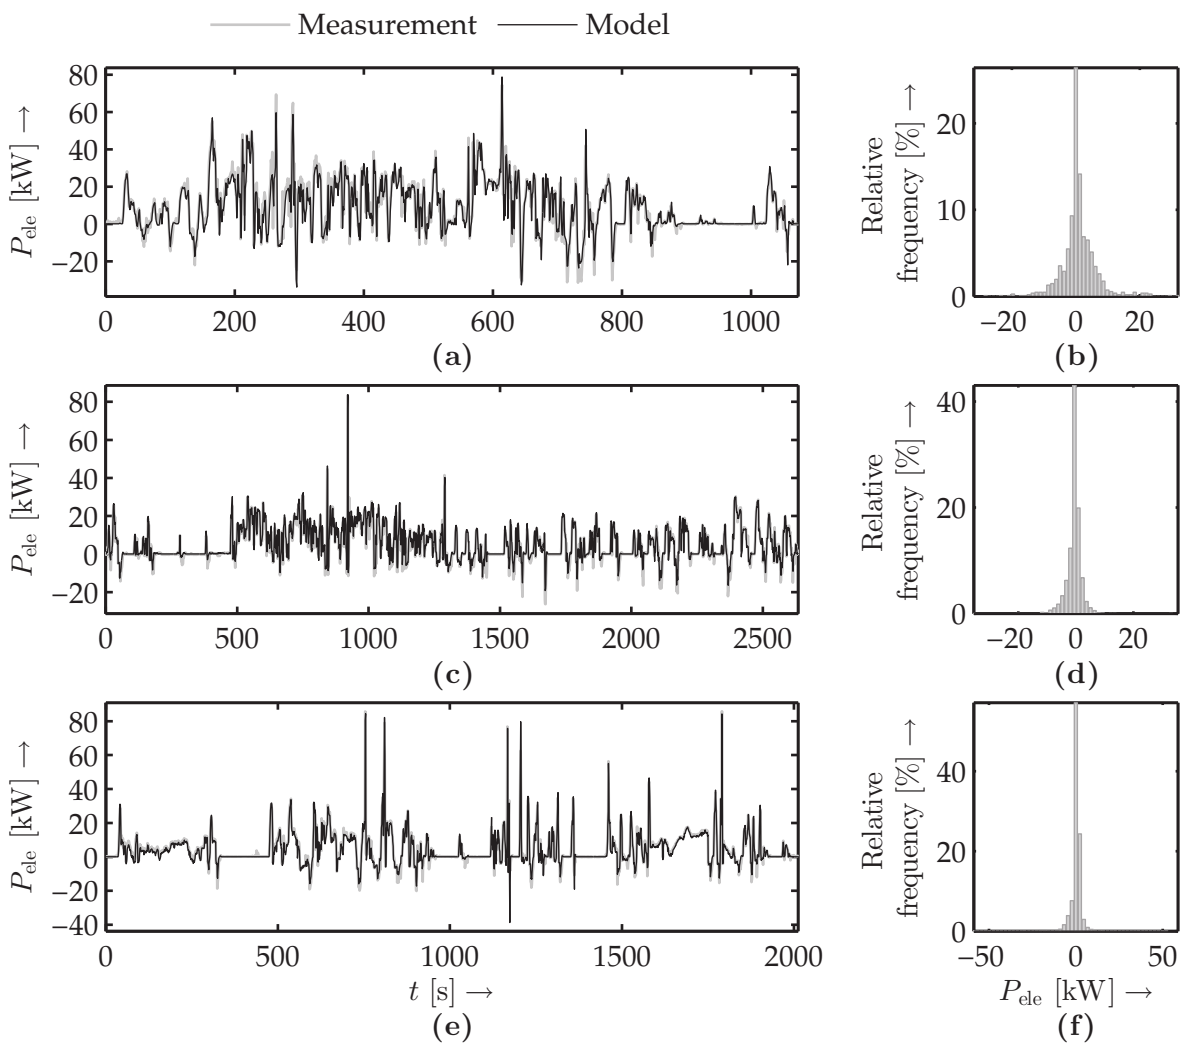 Measurement Model
80
60
40
20
0
−20
P_ele [kW] →
0 200 400 600 800 1000
(a)
20
10
0
Relative
frequency [%] →
−20 0 20
(b)
80
60
40
20
0
−20
P_ele [kW] →
0 500 1000 1500 2000 2500
(c)
40
20
0
Relative
frequency [%] →
−20 0 20
(d)
80
60
40
20
0
−20
−40
P_ele [kW] →
0 500 1000 1500 2000
t [s] →
(e)
40
20
0
Relative
frequency [%] →
−50 0 50
P_ele [kW] →
(f)